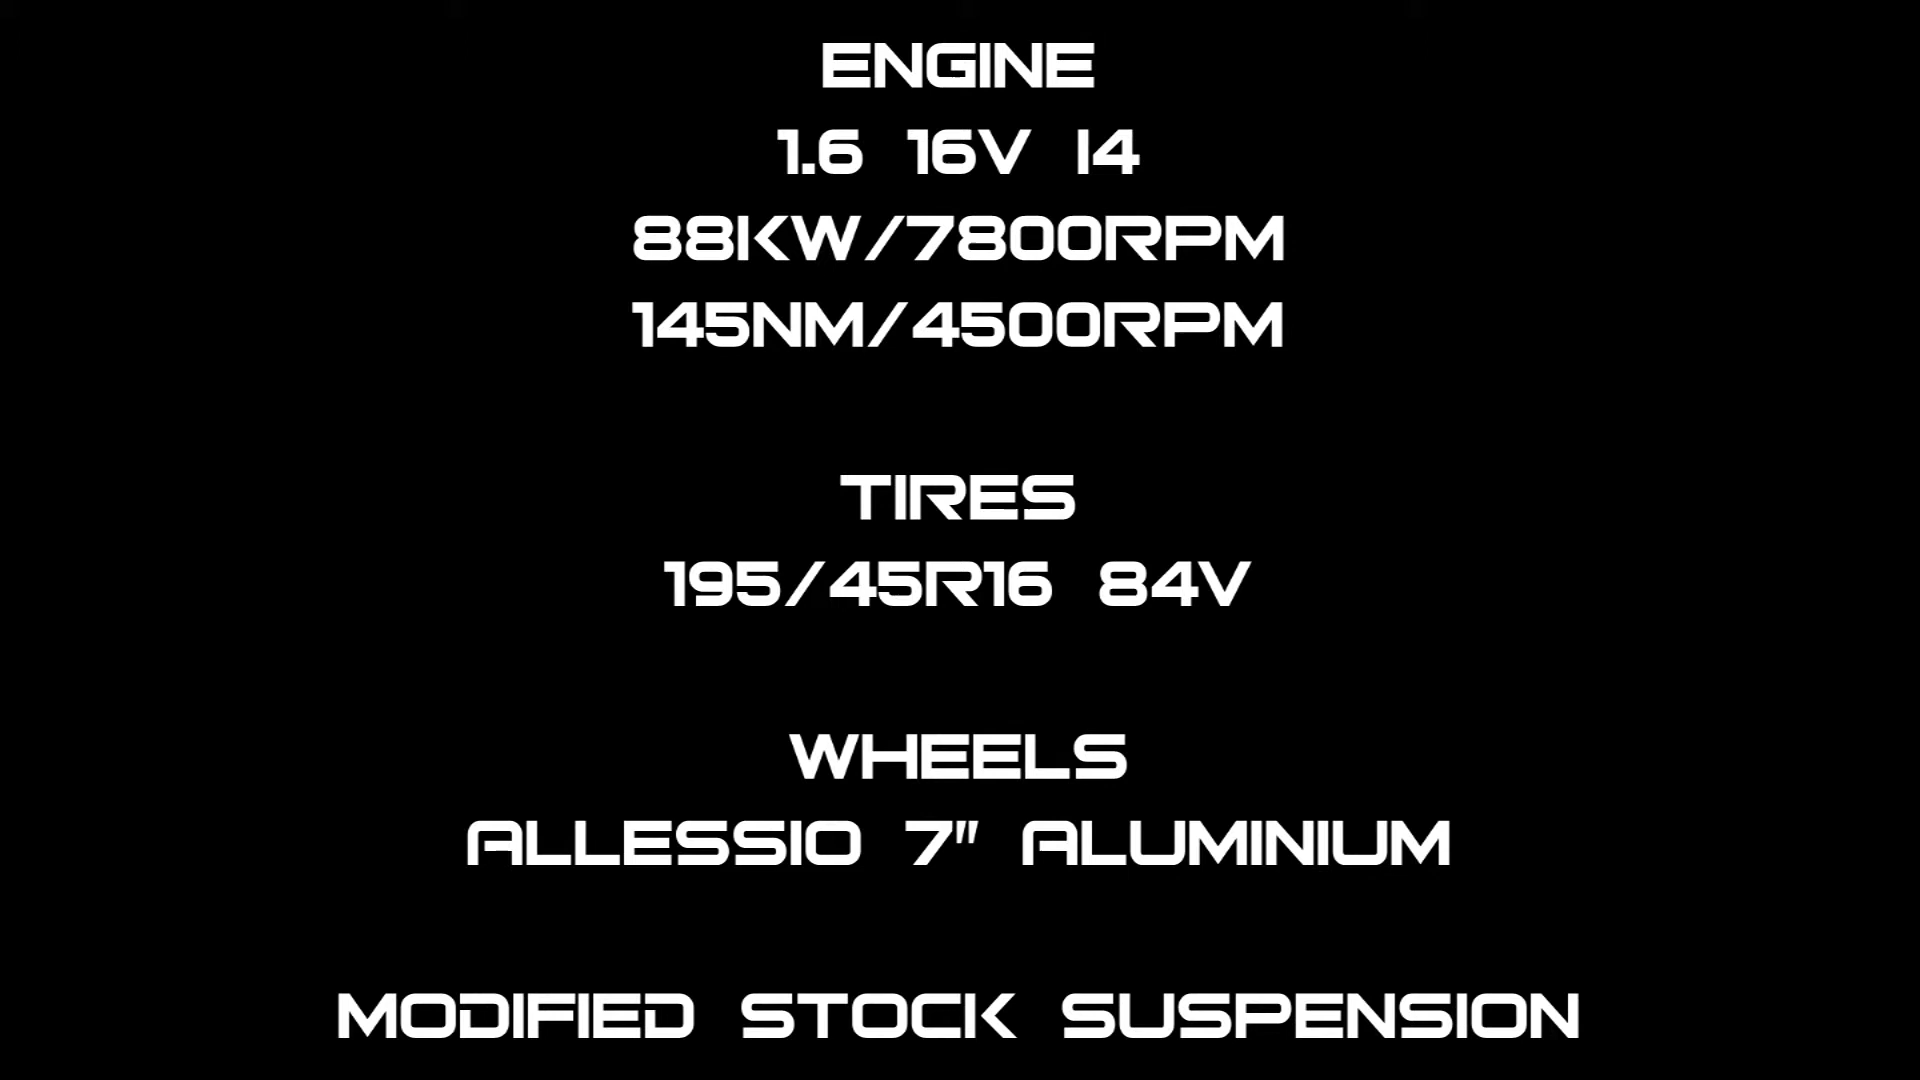 ENGINE
1.6 16V I4
88KW/7800RPM
145NM/4500RPM
TIRES
195/45R16 84V
WHEELS
ALLESSIO 7" ALUMINIUM
MODIFIED STOCK SUSPENSION